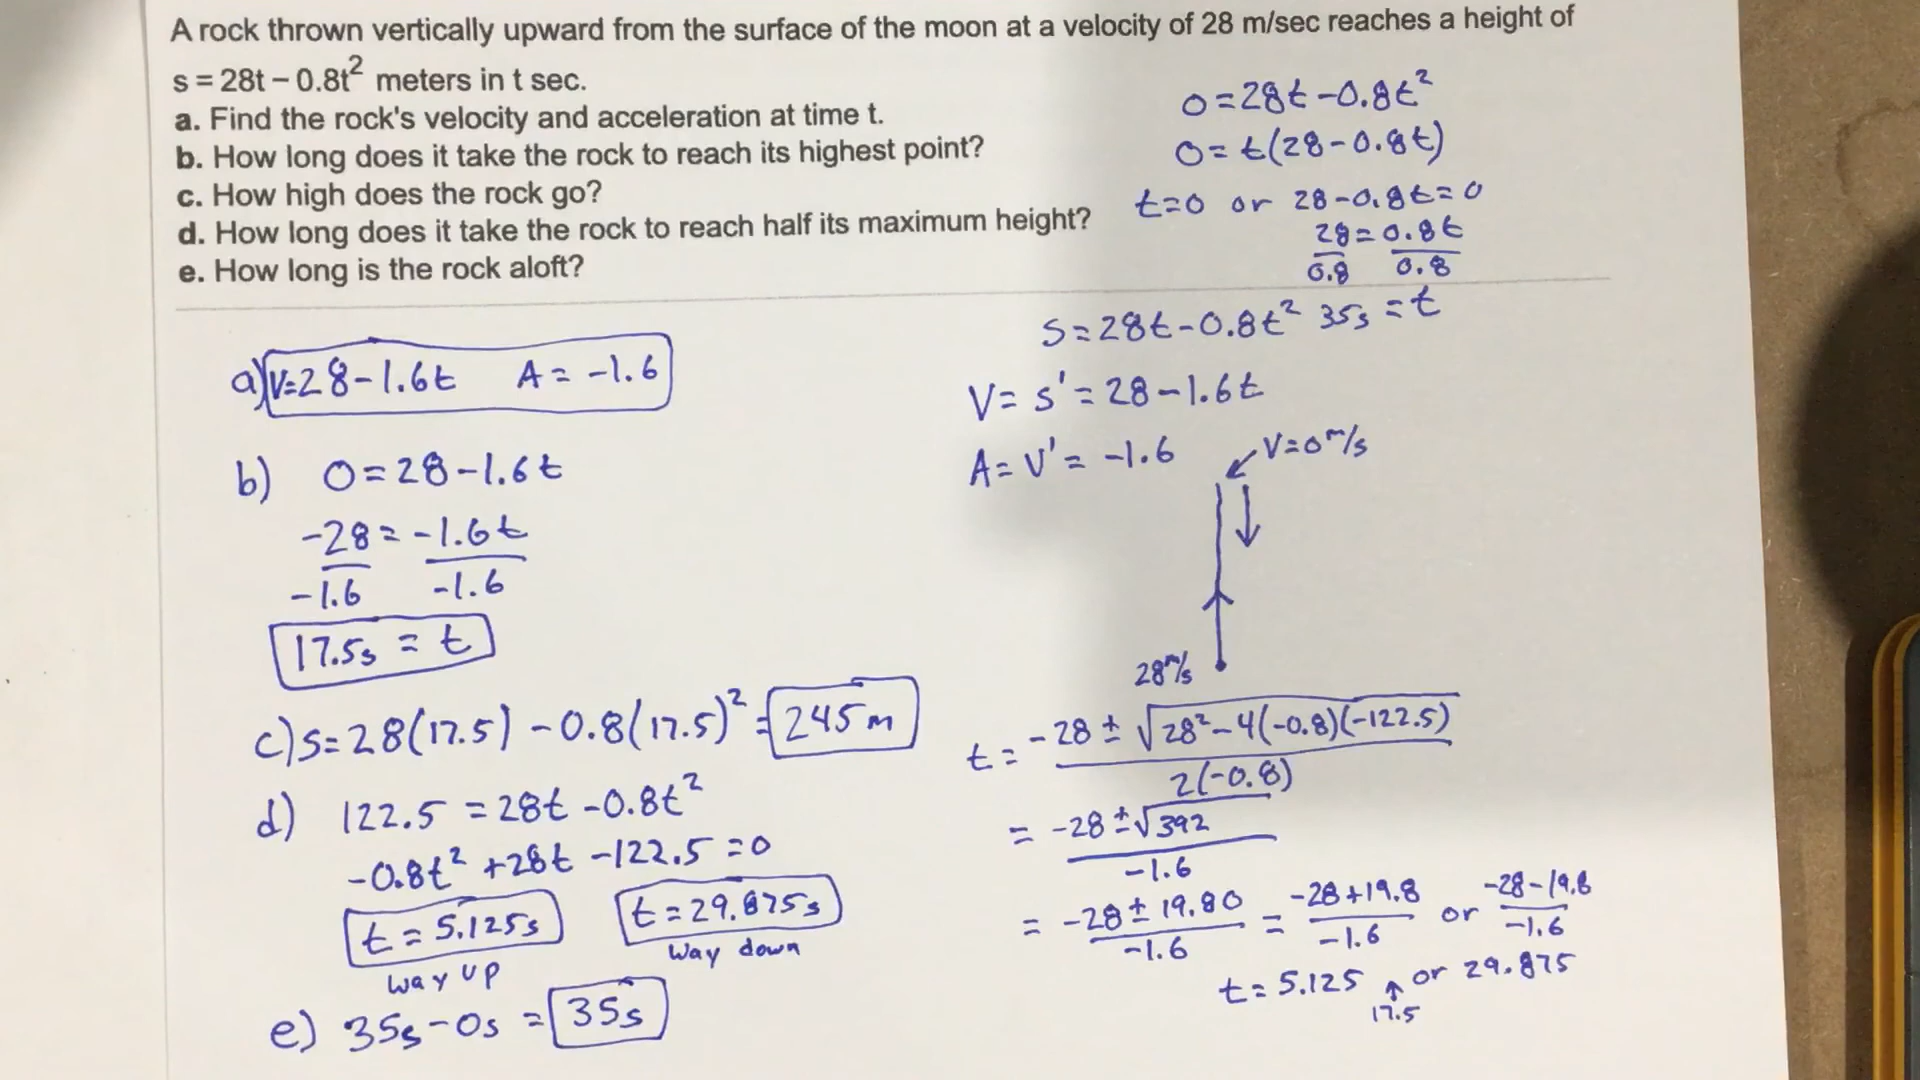 A rock thrown vertically upward from the surface of the moon at a velocity of 28 m/sec reaches a height of
s = 28t − 0.8t² meters in t sec.
a. Find the rock's velocity and acceleration at time t.
b. How long does it take the rock to reach its highest point?
c. How high does the rock go?
d. How long does it take the rock to reach half its maximum height?
e. How long is the rock aloft?
0=28t-0.8t²
0= t(28-0.8t)
t=0 or 28-0.8t=0
28 = 0.8t
0.8 0.8
35s = t
S=28t-0.8t²
V= s'=28-1.6t
A= V'= -1.6
V=0 m/s
28 m/s
a) V=28-1.6t A= -1.6
b) 0=28-1.6t
-28 = -1.6t
-1.6 -1.6
17.5s = t
c) S=28(17.5) -0.8(17.5)² = 245m
d) 122.5 =28t -0.8t²
-0.8t² +28t -122.5 =0
t= 5.125s t=29.875s
way up way down
e) 35s-0s = 35s
t= -28 ± √28²-4(-0.8)(-122.5)
2(-0.8)
= -28 ± √392
-1.6
= -28 ± 19.80 = -28+19.8 or -28-19.8
-1.6 -1.6 -1.6
t= 5.125 or 29.875
↑
17.5